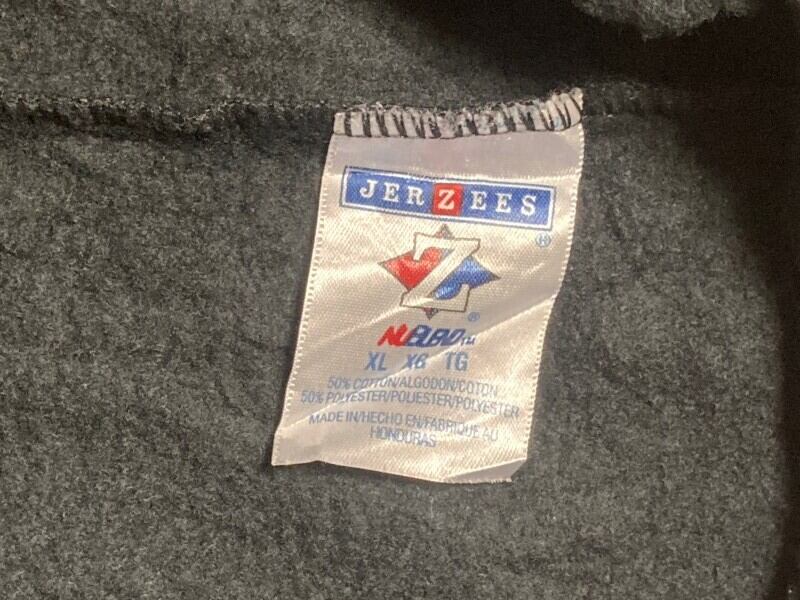 JERZEES
®
Z
®
NUBLEND™
XL XG TG
50% COTTON/ALGODON/COTON
50% POLYESTER/POLIESTER/POLYESTER
MADE IN/HECHO EN/FABRIQUE AU
HONDURAS